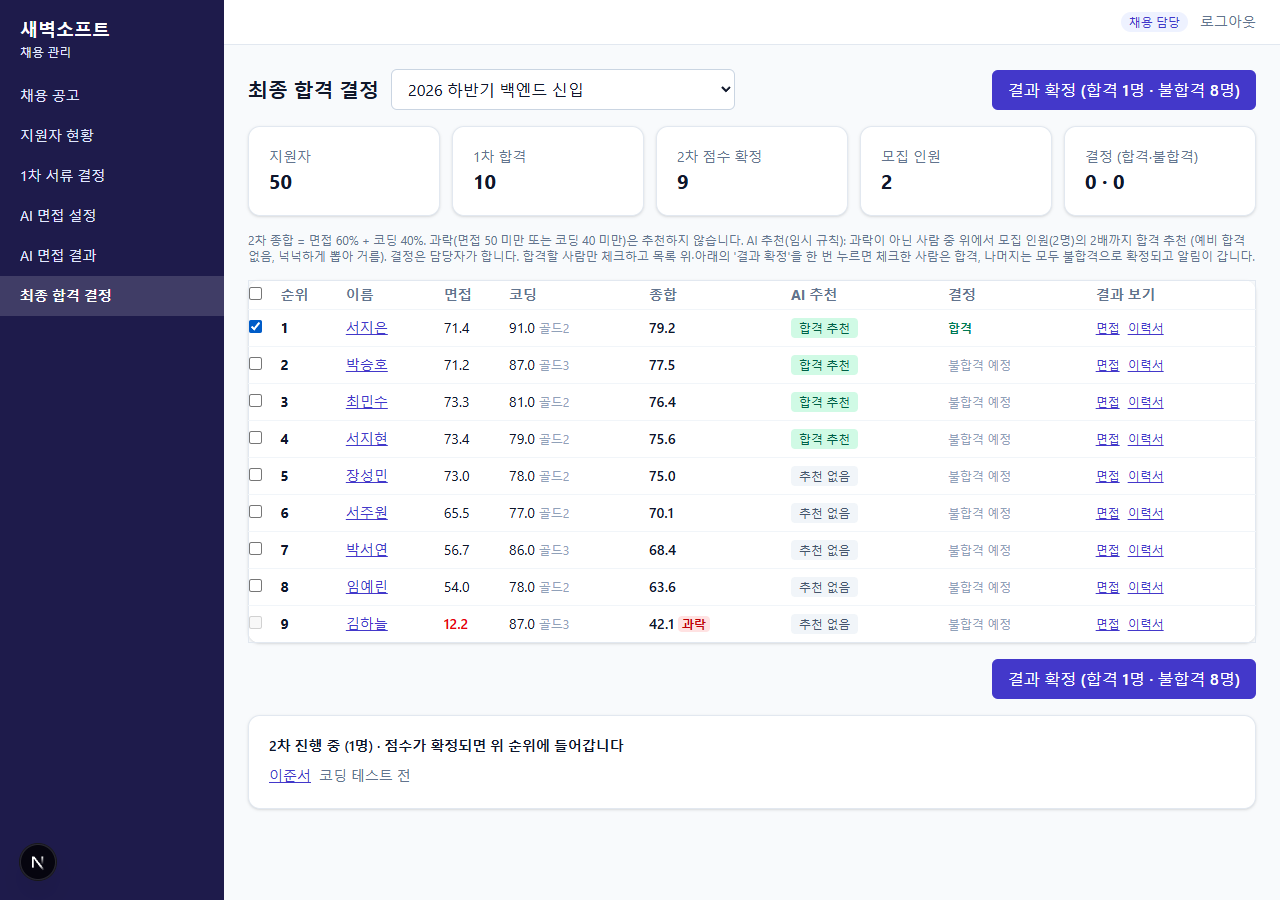 새벽소프트
채용 관리
채용 공고
지원자 현황
1차 서류 결정
AI 면접 설정
AI 면접 결과
최종 합격 결정
N
채용 담당 로그아웃
최종 합격 결정 2026 하반기 백엔드 신입 결과 확정 (합격 1명 · 불합격 8명)
지원자 1차 합격 2차 점수 확정 모집 인원 결정 (합격·불합격)
50 10 9 2 0 · 0
2차 종합 = 면접 60% + 코딩 40%. 과락(면접 50 미만 또는 코딩 40 미만)은 추천하지 않습니다. AI 추천(임시 규칙): 과락이 아닌 사람 중 위에서 모집 인원(2명)의 2배까지 합격 추천 (예비 합격
없음, 넉넉하게 뽑아 거름). 결정은 담당자가 합니다. 합격할 사람만 체크하고 목록 위·아래의 '결과 확정'을 한 번 누르면 체크한 사람은 합격, 나머지는 모두 불합격으로 확정되고 알림이 갑니다.
순위 이름 면접 코딩 종합 AI 추천 결정 결과 보기
1 서지은 71.4 91.0 골드2 79.2 합격 추천 합격 면접 이력서
2 박승호 71.2 87.0 골드3 77.5 합격 추천 불합격 예정 면접 이력서
3 최민수 73.3 81.0 골드2 76.4 합격 추천 불합격 예정 면접 이력서
4 서지현 73.4 79.0 골드2 75.6 합격 추천 불합격 예정 면접 이력서
5 장성민 73.0 78.0 골드2 75.0 추천 없음 불합격 예정 면접 이력서
6 서주원 65.5 77.0 골드2 70.1 추천 없음 불합격 예정 면접 이력서
7 박서연 56.7 86.0 골드3 68.4 추천 없음 불합격 예정 면접 이력서
8 임예린 54.0 78.0 골드2 63.6 추천 없음 불합격 예정 면접 이력서
9 김하늘 12.2 87.0 골드3 42.1 과락 추천 없음 불합격 예정 면접 이력서
결과 확정 (합격 1명 · 불합격 8명)
2차 진행 중 (1명) · 점수가 확정되면 위 순위에 들어갑니다
이준서 코딩 테스트 전